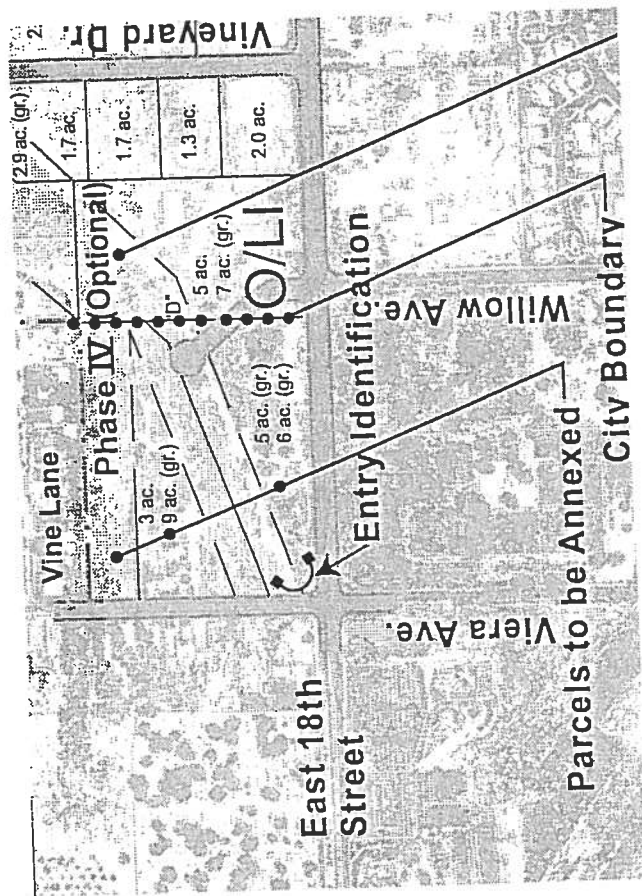 Vineyard Dr.
2.
2.9 ac. (gr.)
1.7 ac.
1.7 ac.
1.3 ac.
2.0 ac.
Vine Lane
Phase IV (Optional)
"D"
5 ac.
7 ac. (gr.)
O/LI
3 ac.
9 ac. (gr.)
5 ac. (gr.)
6 ac. (gr.)
Willow Ave.
Entry Identification
Viera Ave.
East 18th
Street
City Boundary
Parcels to be Annexed